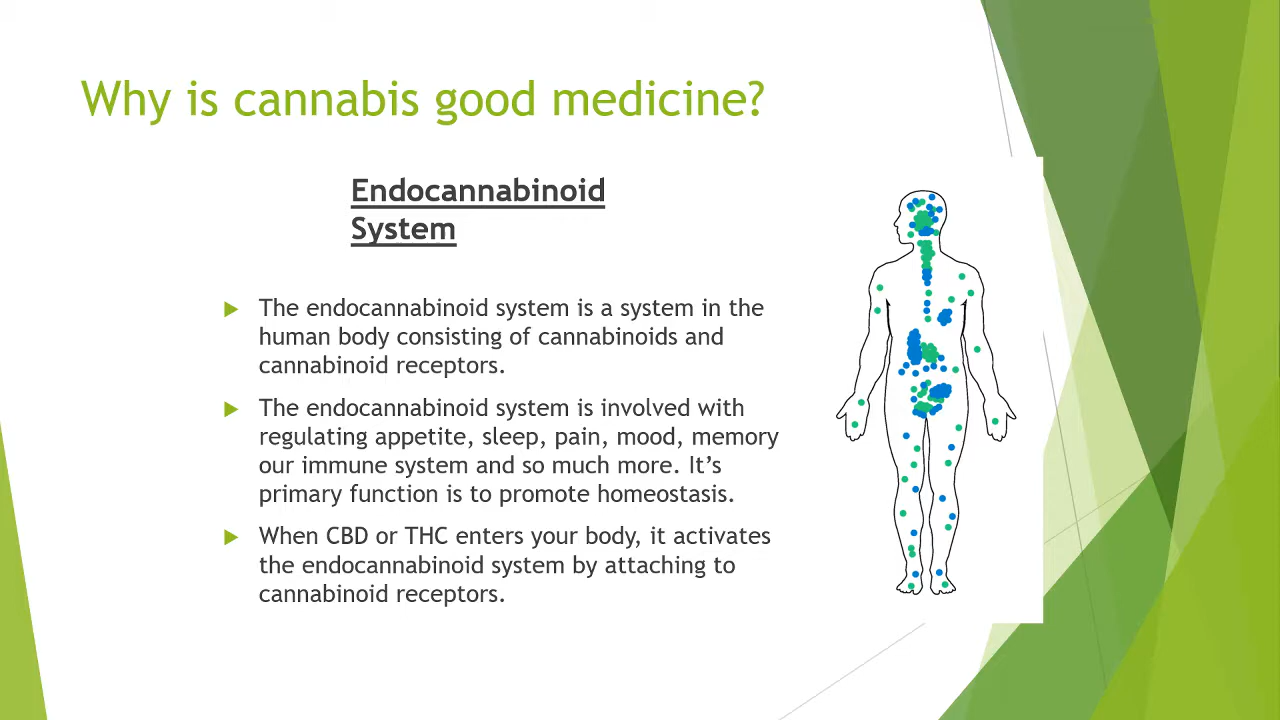 Why is cannabis good medicine?
Endocannabinoid
System
The endocannabinoid system is a system in the
human body consisting of cannabinoids and
cannabinoid receptors.
The endocannabinoid system is involved with
regulating appetite, sleep, pain, mood, memory
our immune system and so much more. It's
primary function is to promote homeostasis.
When CBD or THC enters your body, it activates
the endocannabinoid system by attaching to
cannabinoid receptors.